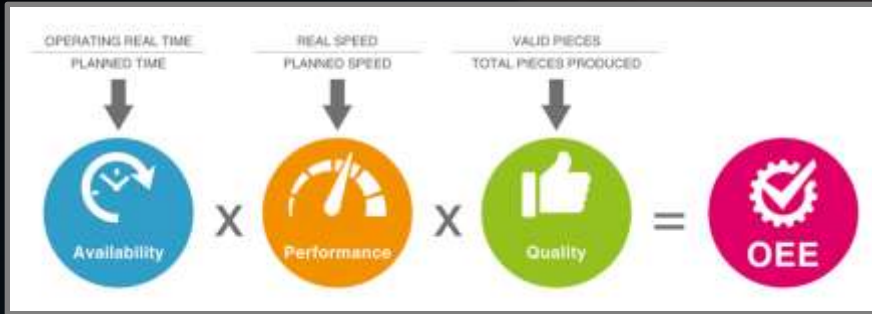 OPERATING REAL TIME
PLANNED TIME
REAL SPEED
PLANNED SPEED
VALID PIECES
TOTAL PIECES PRODUCED
Availability
X
Performance
X
Quality
=
OEE